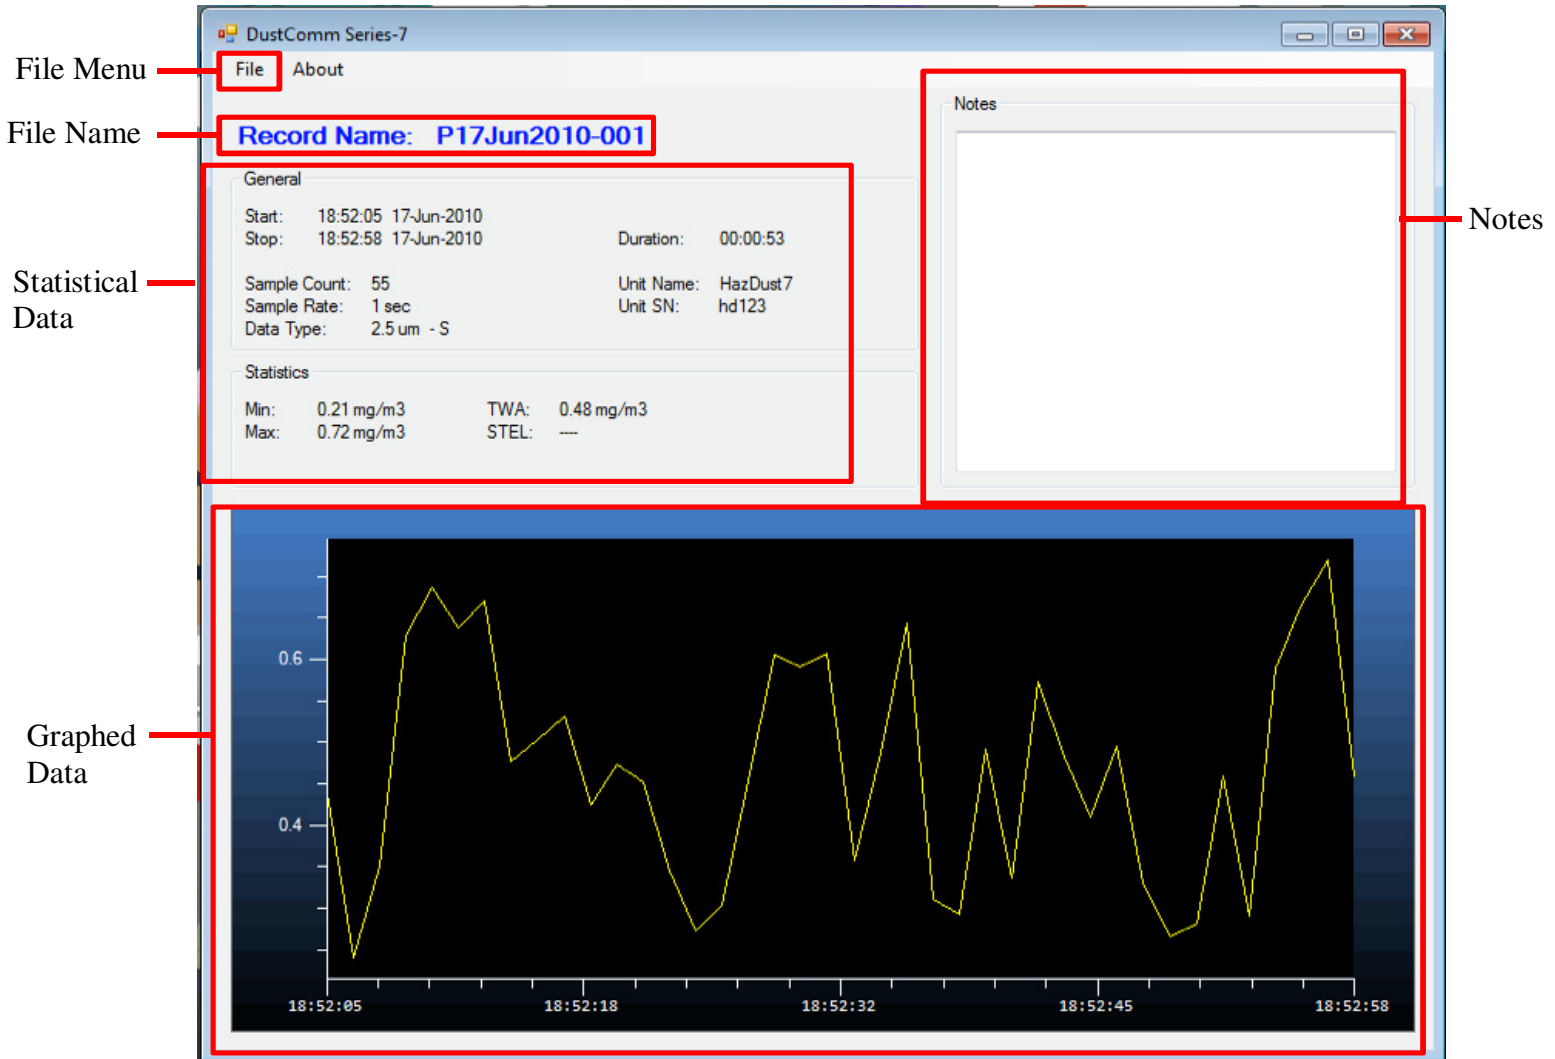 DustComm Series-7
File Menu
File About
Notes
File Name
Record Name: P17Jun2010-001
General
Start: 18:52:05 17-Jun-2010
Stop: 18:52:58 17-Jun-2010 Duration: 00:00:53
Notes
Statistical
Data
Sample Count: 55 Unit Name: HazDust7
Sample Rate: 1 sec Unit SN: hd123
Data Type: 2.5 um - S
Statistics
Min: 0.21 mg/m3 TWA: 0.48 mg/m3
Max: 0.72 mg/m3 STEL: ----
Graphed
Data
0.6
0.4
18:52:05 18:52:18 18:52:32 18:52:45 18:52:58